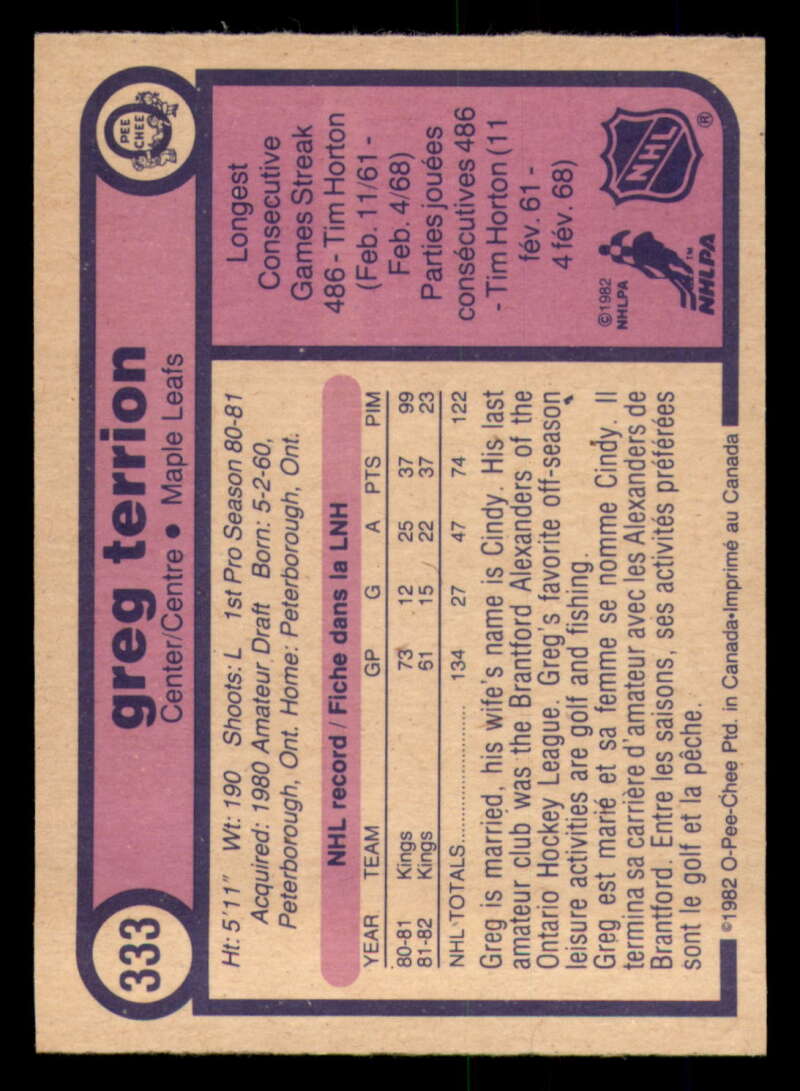 333
greg terrion
Center/Centre • Maple Leafs
O PEE CHEE
Ht: 5'11" Wt: 190 Shoots: L 1st Pro Season 80-81
Acquired: 1980 Amateur Draft Born: 5-2-60,
Peterborough, Ont. Home: Peterborough, Ont.
NHL record / Fiche dans la LNH
YEAR TEAM GP G A PTS PIM
80-81 Kings 73 12 25 37 99
81-82 Kings 61 15 22 37 23
NHL TOTALS.................... 134 27 47 74 122
Greg is married, his wife's name is Cindy. His last
amateur club was the Brantford Alexanders of the
Ontario Hockey League. Greg's favorite off-season
leisure activities are golf and fishing.
Greg est marié et sa femme se nomme Cindy. Il
termina sa carrière d'amateur avec les Alexanders de
Brantford. Entre les saisons, ses activités préférées
sont le golf et la pêche.
Longest
Consecutive
Games Streak
486 - Tim Horton
(Feb. 11/61 -
Feb. 4/68)
Parties jouées
consécutives 486
- Tim Horton (11
fév. 61 -
4 fév. 68)
©1982
NHLPA
NHLPA™
NHL ®
©1982 O-Pee-Chee Ptd. in Canada•Imprimé au Canada